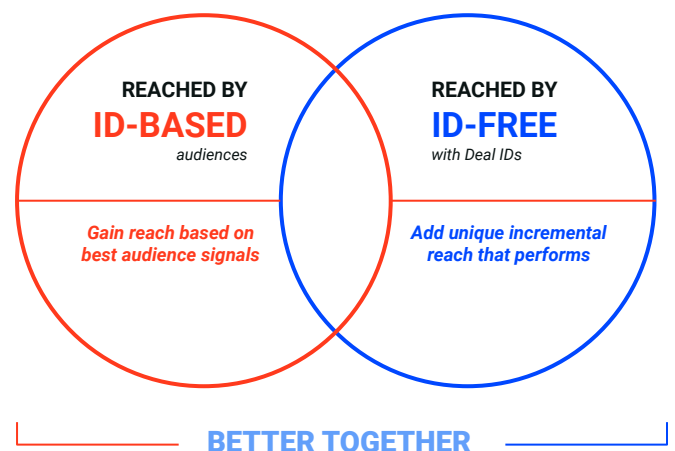 REACHED BY
ID-BASED
audiences
Gain reach based on
best audience signals
REACHED BY
ID-FREE
with Deal IDs
Add unique incremental
reach that performs
BETTER TOGETHER